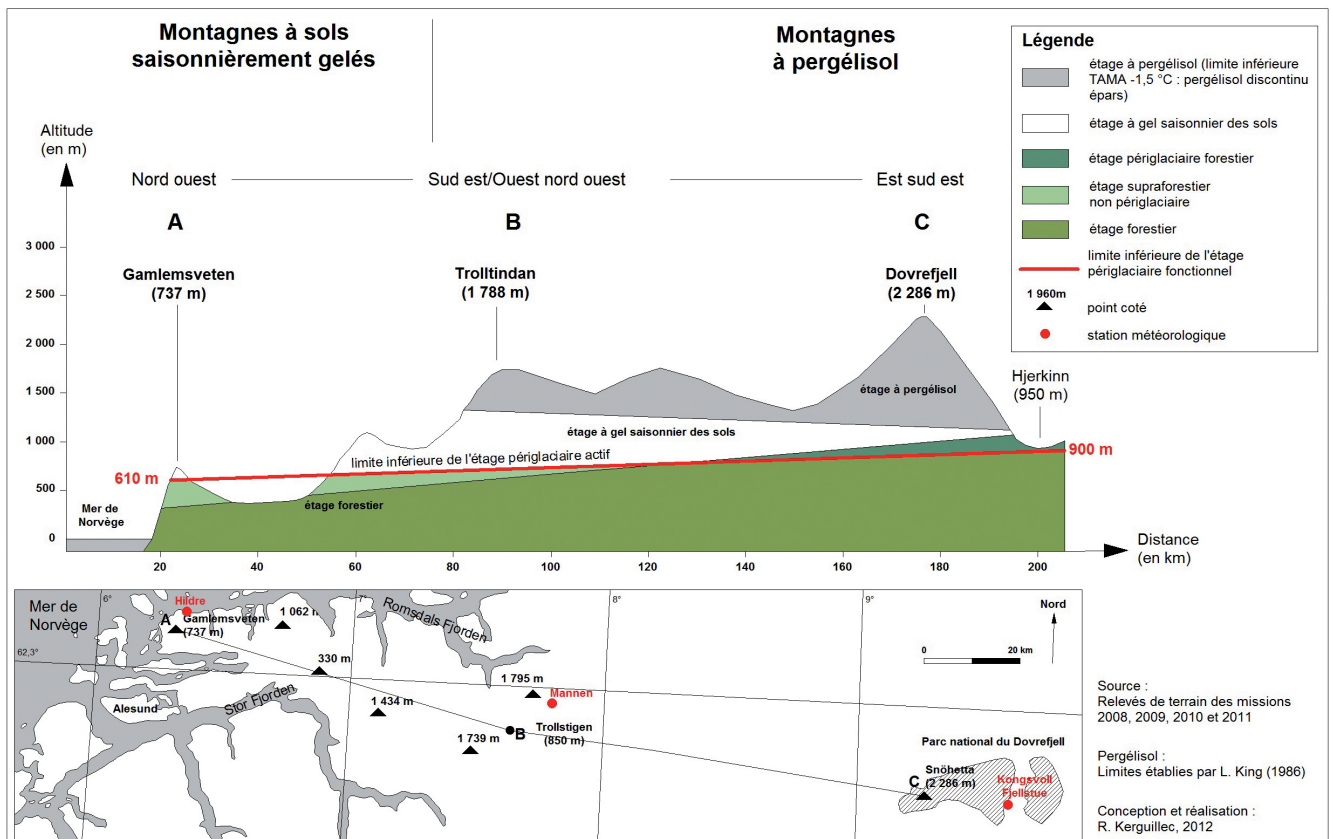 Montagnes à sols
saisonnièrement gelés
Montagnes
à pergélisol
Légende
étage à pergélisol (limite inférieure
TAMA -1,5 °C : pergélisol discontinu
épars)
étage à gel saisonnier des sols
étage périglaciaire forestier
étage supraforestier
non périglaciaire
étage forestier
limite inférieure de l'étage
périglaciaire fonctionnel
1 960m
point coté
station météorologique
Altitude
(en m)
Nord ouest
Sud est/Ouest nord ouest
Est sud est
A
B
C
3 000
2 500
2 000
1 500
1 000
500
0
Gamlemsveten
(737 m)
Trolltindan
(1 788 m)
Dovrefjell
(2 286 m)
Hjerkinn
(950 m)
étage à pergélisol
étage à gel saisonnier des sols
limite inférieure de l'étage périglaciaire actif
610 m
900 m
étage forestier
Mer de
Norvège
20
40
60
80
100
120
140
160
180
200
Distance
(en km)
Mer de
Norvège
6°
7°
8°
9°
62,3°
Hildre
A
Gamlemsveten
(737 m)
1 062 m
Romsdals Fjorden
330 m
Alesund
Stor Fjorden
1 434 m
1 795 m
Mannen
1 739 m
B
Trollstigen
(850 m)
Nord
0
20 km
Parc national du Dovrefjell
Snöhetta
(2 286 m)
C
Kongsvoll
Fjellstue
Source :
Relevés de terrain des missions
2008, 2009, 2010 et 2011
Pergélisol :
Limites établies par L. King (1986)
Conception et réalisation :
R. Kerguillec, 2012